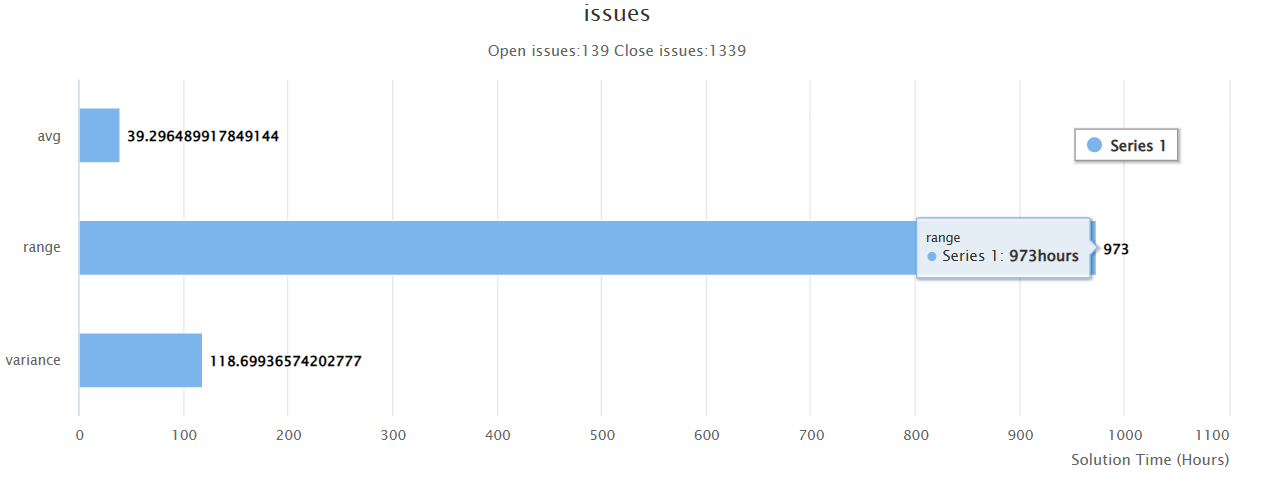 issues
Open issues:139 Close issues:1339
avg
39.296489917849144
Series 1
range
range
Series 1: 973hours
973
variance
118.69936574202777
0 100 200 300 400 500 600 700 800 900 1000 1100
Solution Time (Hours)